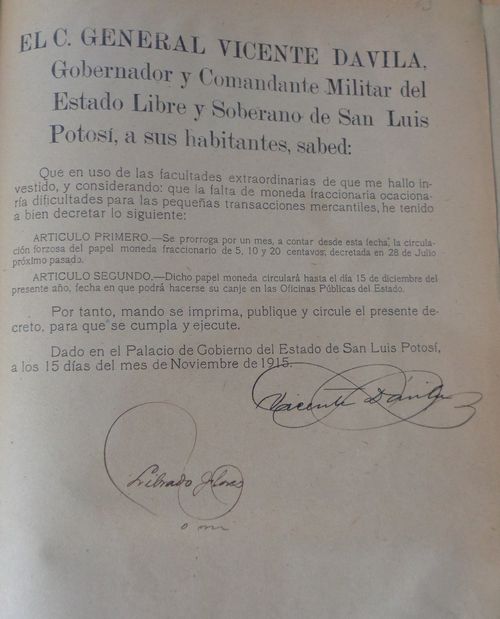 EL C. GENERAL VICENTE DAVILA,
Gobernador y Comandante Militar del
Estado Libre y Soberano de San Luis
Potosí, a sus habitantes, sabed:
Que en uso de las facultades extraordinarias de que me hallo in-
vestido, y considerando: que la falta de moneda fraccionaria ocaciona-
ría dificultades para las pequeñas transacciones mercantiles, he tenido
a bien decretar lo siguiente:
ARTICULO PRIMERO.—Se prorroga por un mes, a contar desde esta fecha, la circula-
ción forzosa del papel moneda fraccionario de 5, 10 y 20 centavos, decretada en 28 de Julio
próximo pasado.
ARTICULO SEGUNDO.—Dicho papel moneda circulará hasta el día 15 de diciembre del
presente año, fecha en que podrá hacerse su canje en las Oficinas Públicas del Estado.
Por tanto, mando se imprima, publique y circule el presente de-
creto, para que se cumpla y ejecute.
Dado en el Palacio de Gobierno del Estado de San Luis Potosí,
a los 15 días del mes de Noviembre de 1915.
Vicente Dávila
Librado Flores